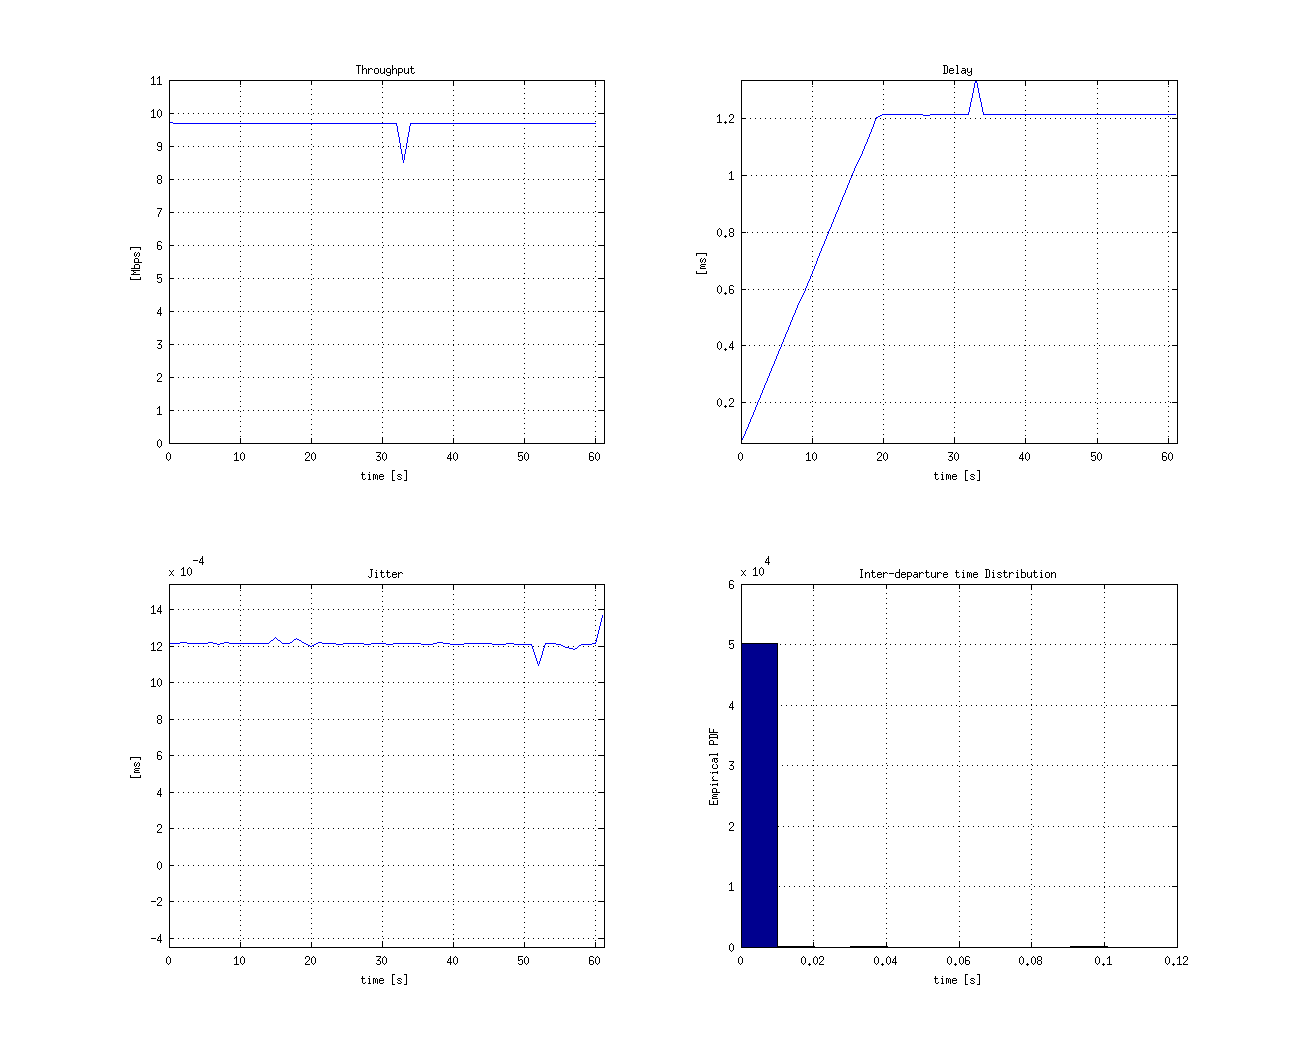 Throughput
11
10
9
8
7
6
5
4
3
2
1
0
[Mbps]
0 10 20 30 40 50 60
time [s]
Delay
1.2
1
0.8
0.6
0.4
0.2
[ms]
0 10 20 30 40 50 60
time [s]
x 10^-4
Jitter
14
12
10
8
6
4
2
0
-2
-4
[ms]
0 10 20 30 40 50 60
time [s]
x 10^4
Inter-departure time Distribution
6
5
4
3
2
1
0
Empirical PDF
0 0.02 0.04 0.06 0.08 0.1 0.12
time [s]